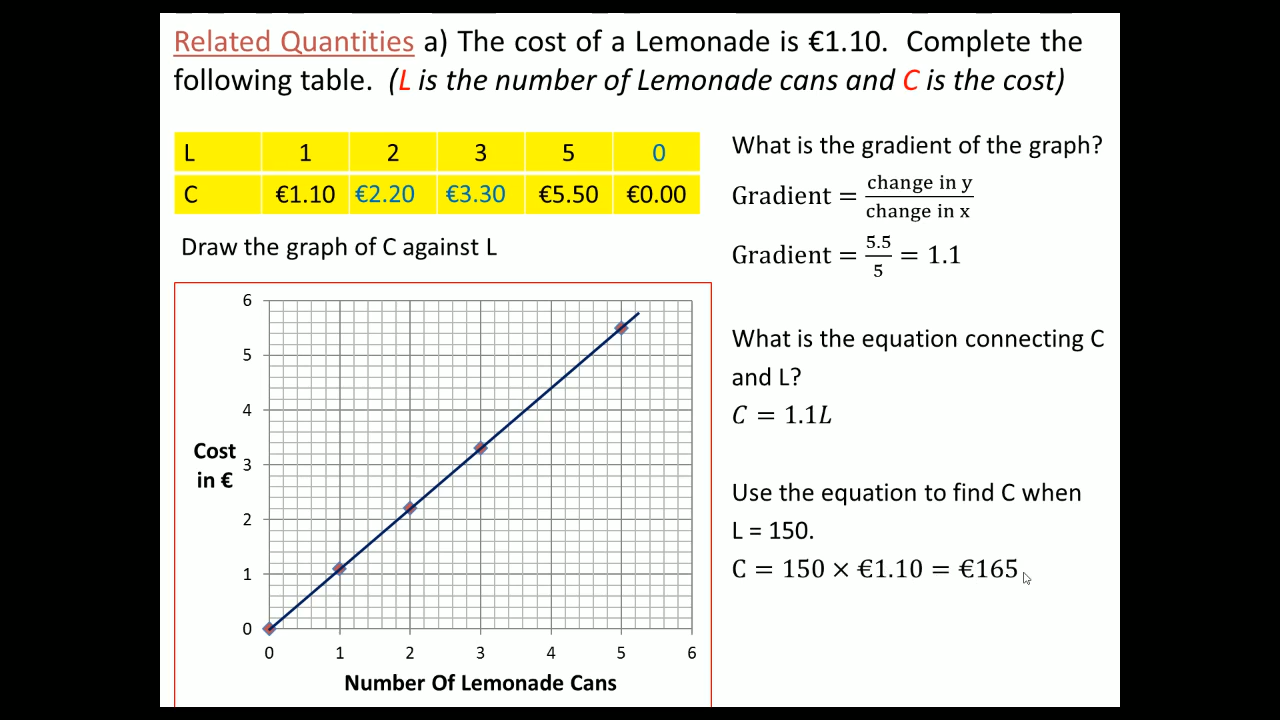 Related Quantities a) The cost of a Lemonade is €1.10. Complete the
following table. (L is the number of Lemonade cans and C is the cost)
L 1 2 3 5 0
C €1.10 €2.20 €3.30 €5.50 €0.00
Draw the graph of C against L
6
5
4
3
2
1
0
Cost
in €
0 1 2 3 4 5 6
Number Of Lemonade Cans
What is the gradient of the graph?
Gradient = change in y / change in x
Gradient = 5.5 / 5 = 1.1
What is the equation connecting C
and L?
C = 1.1L
Use the equation to find C when
L = 150.
C = 150 × €1.10 = €165